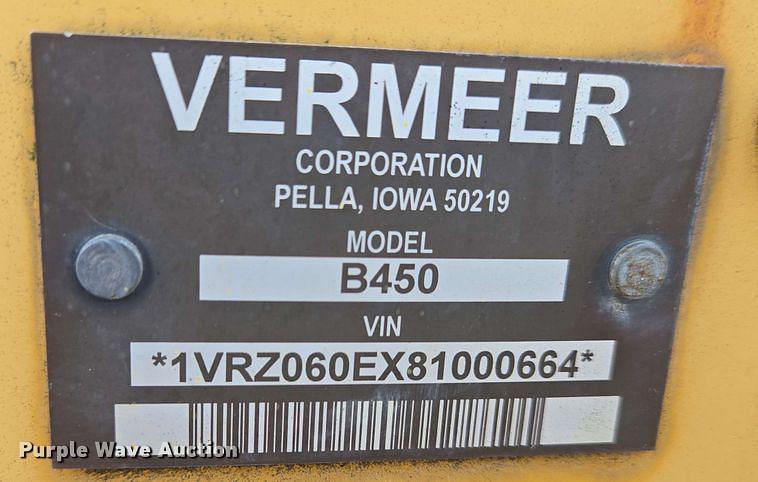 VERMEER
CORPORATION
PELLA, IOWA 50219
MODEL
B450
VIN
*1VRZ060EX81000664*
Purple Wave Auction